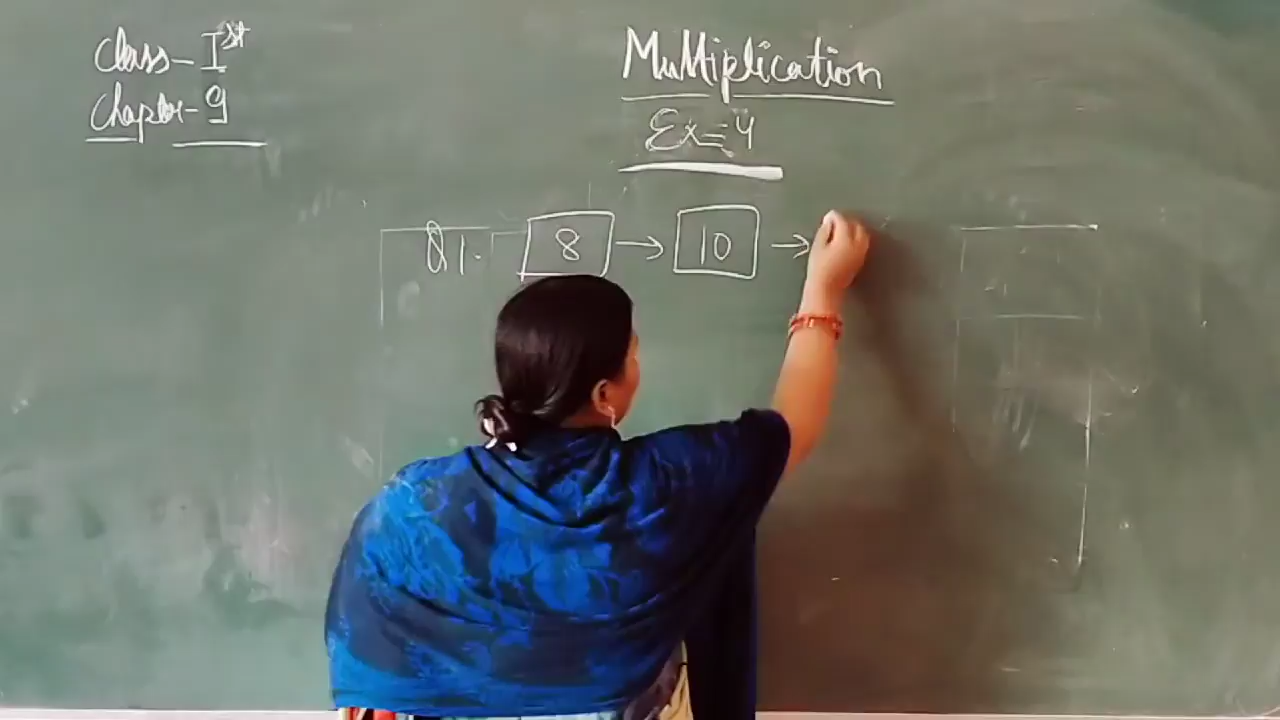 Class - Ist
Multiplication
Chapter - 9
Ex = 4
Q1. 8 → 10 →